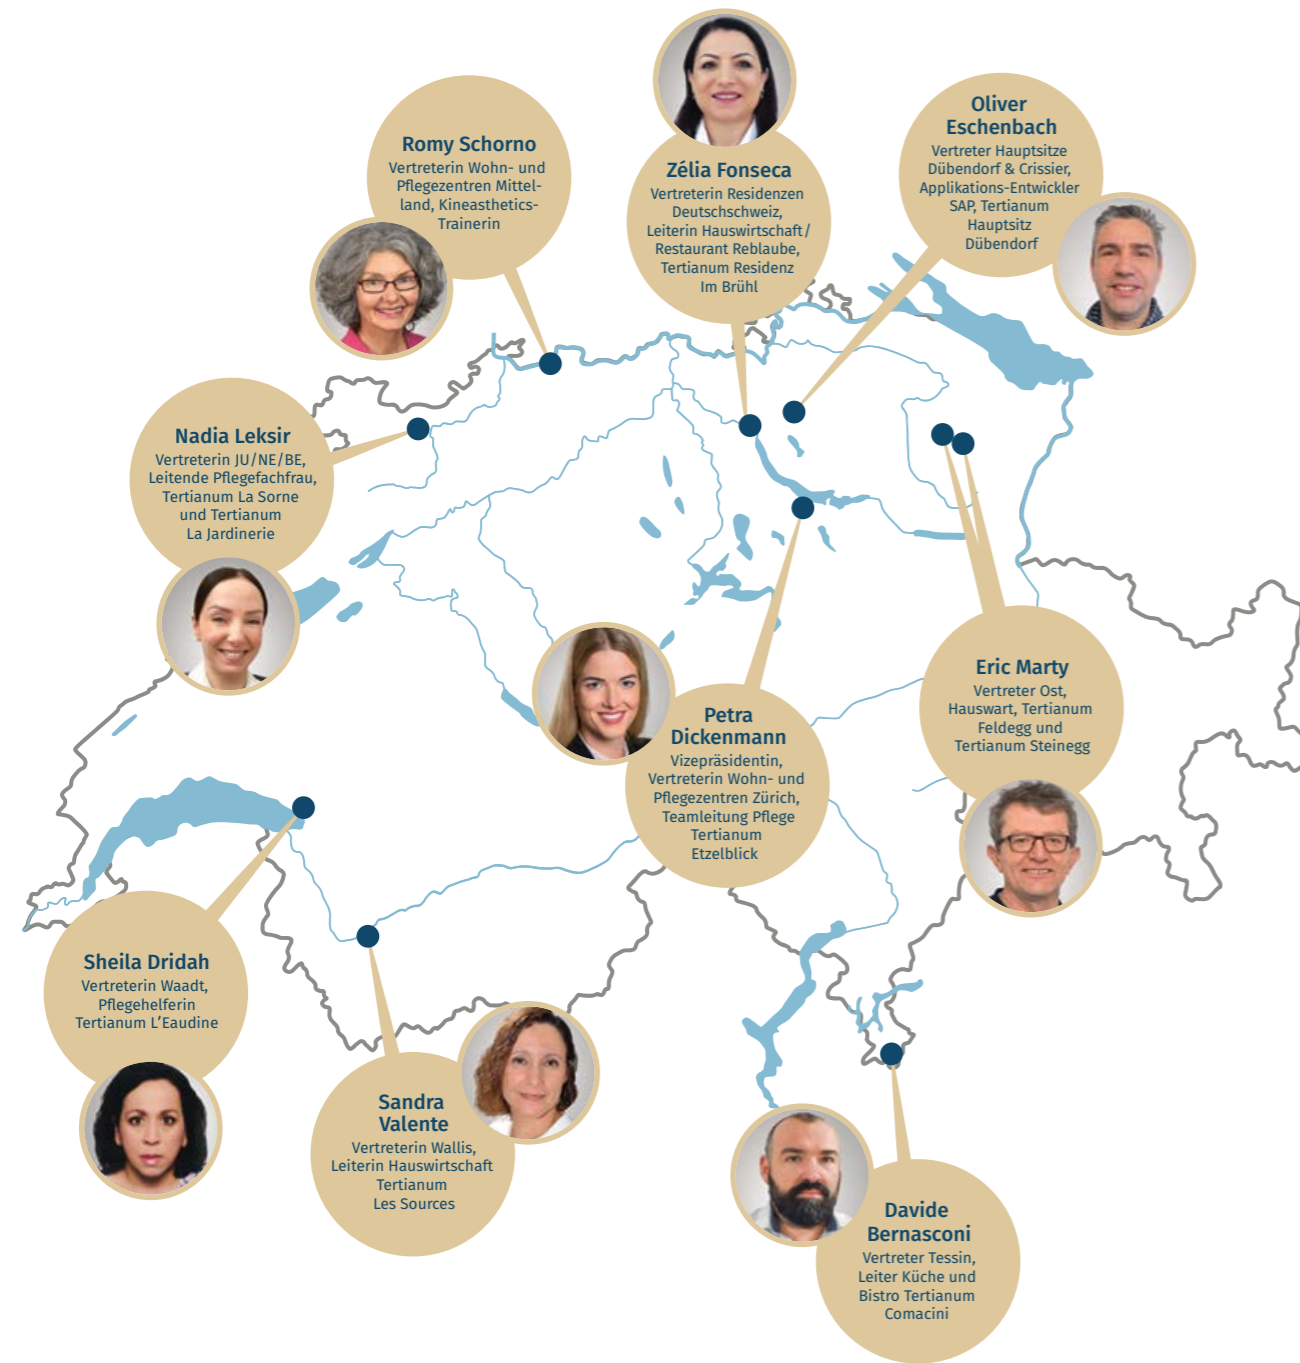 Romy Schorno
Vertreterin Wohn- und
Pflegezentren Mittel-
land, Kineasthetics-
Trainerin
Zélia Fonseca
Vertreterin Residenzen
Deutschschweiz,
Leiterin Hauswirtschaft/
Restaurant Reblaube,
Tertianum Residenz
Im Brühl
Oliver
Eschenbach
Vertreter Hauptsitze
Dübendorf & Crissier,
Applikations-Entwickler
SAP, Tertianum
Hauptsitz
Dübendorf
Nadia Leksir
Vertreterin JU/NE/BE,
Leitende Pflegefachfrau,
Tertianum La Sorne
und Tertianum
La Jardinerie
Petra
Dickenmann
Vizepräsidentin,
Vertreterin Wohn- und
Pflegezentren Zürich,
Teamleitung Pflege
Tertianum
Etzelblick
Eric Marty
Vertreter Ost,
Hauswart, Tertianum
Feldegg und
Tertianum Steinegg
Sheila Dridah
Vertreterin Waadt,
Pflegehelferin
Tertianum L’Eaudine
Sandra
Valente
Vertreterin Wallis,
Leiterin Hauswirtschaft
Tertianum
Les Sources
Davide
Bernasconi
Vertreter Tessin,
Leiter Küche und
Bistro Tertianum
Comacini